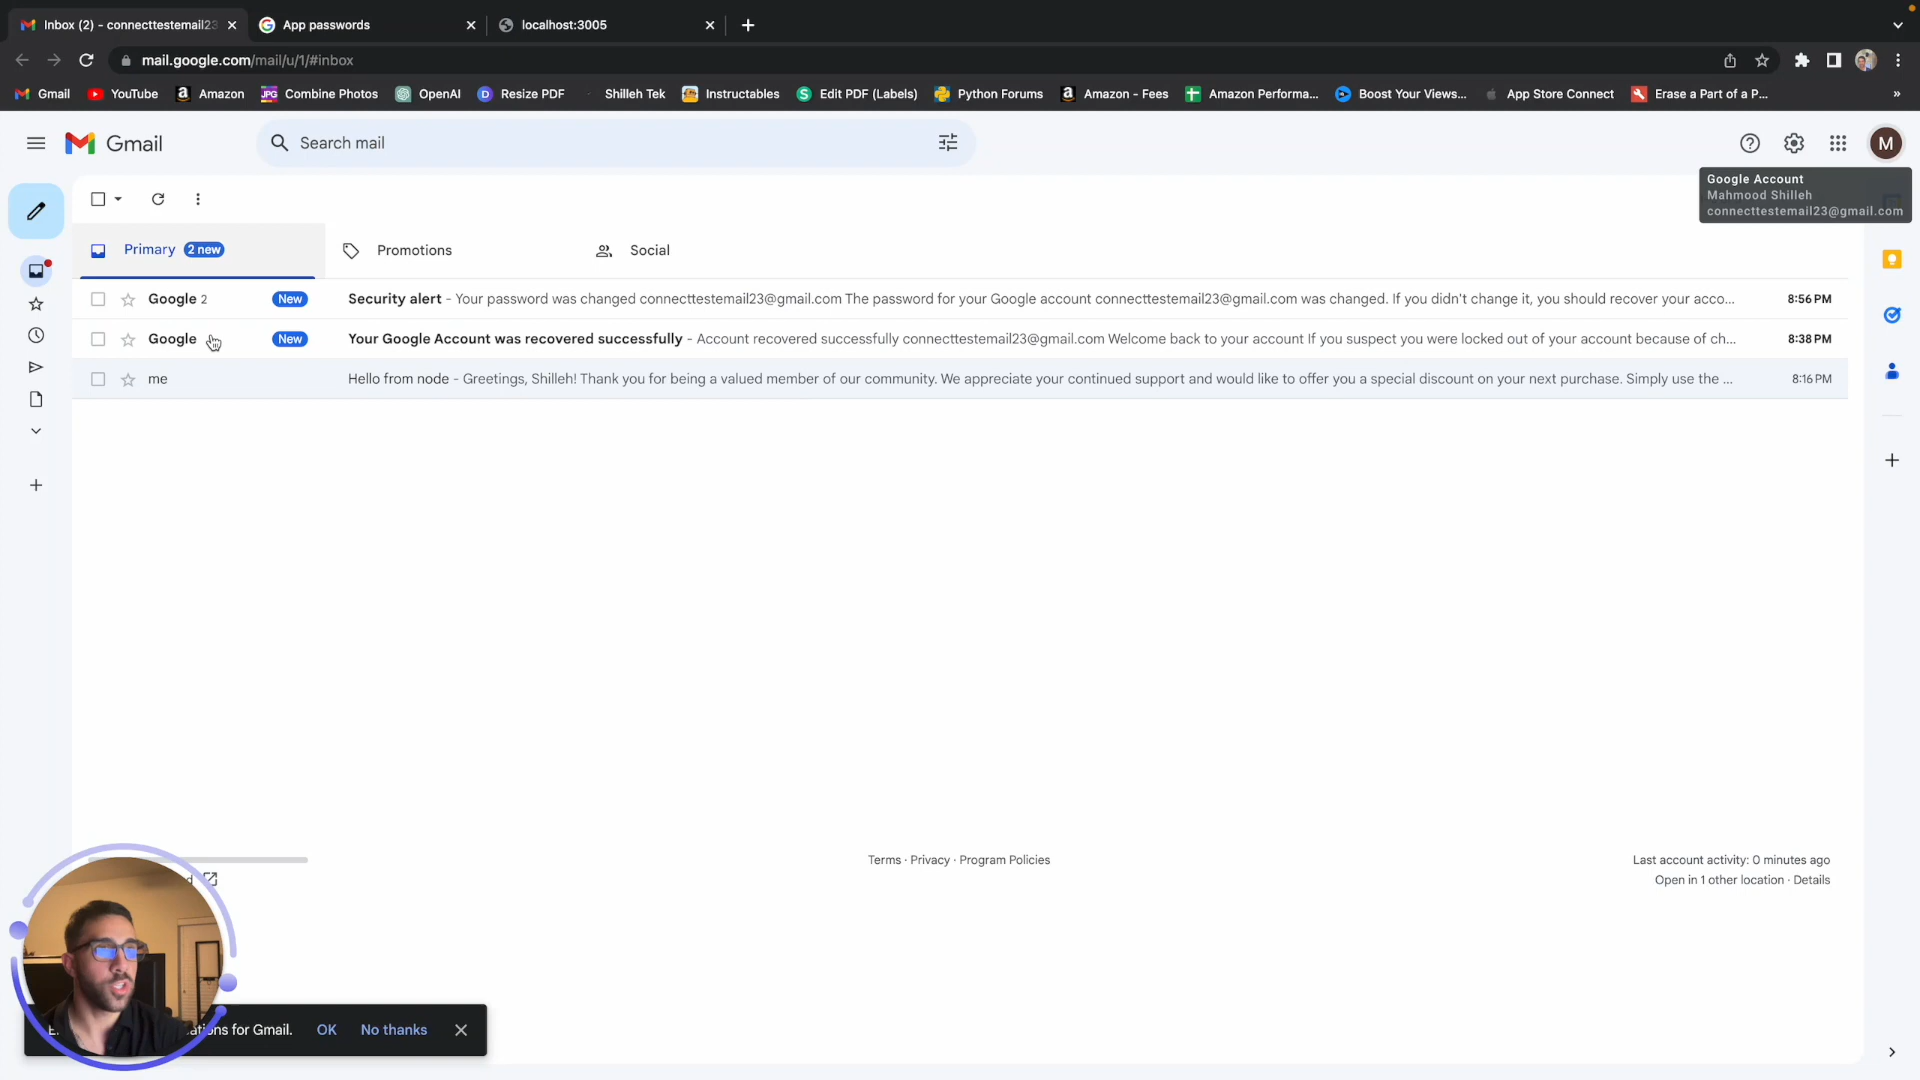 Inbox (2) - connecttestemail23
App passwords
localhost:3005
mail.google.com/mail/u/1/#inbox
Gmail
YouTube
Amazon
Combine Photos
OpenAI
Resize PDF
Shilleh Tek
Instructables
Edit PDF (Labels)
Python Forums
Amazon - Fees
Amazon Performa...
Boost Your Views...
App Store Connect
Erase a Part of a P...
»
Gmail
Search mail
M
Google Account
Mahmood Shilleh
connecttestemail23@gmail.com
Primary 2 new
Promotions
Social
Google 2 New Security alert - Your password was changed connecttestemail23@gmail.com The password for your Google account connecttestemail23@gmail.com was changed. If you didn't change it, you should recover your acco... 8:56 PM
Google New Your Google Account was recovered successfully - Account recovered successfully connecttestemail23@gmail.com Welcome back to your account If you suspect you were locked out of your account because of ch... 8:38 PM
me Hello from node - Greetings, Shilleh! Thank you for being a valued member of our community. We appreciate your continued support and would like to offer you a special discount on your next purchase. Simply use the ... 8:16 PM
Terms · Privacy · Program Policies
Last account activity: 0 minutes ago
Open in 1 other location · Details
for Gmail. OK No thanks